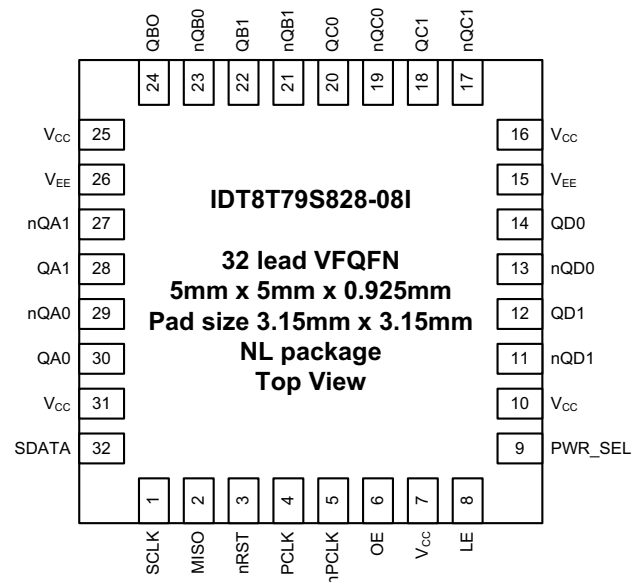 QBO
nQB0
QB1
nQB1
QC0
nQC0
QC1
nQC1
24
23
22
21
20
19
18
17
VCC 25
VEE 26
nQA1 27
QA1 28
nQA0 29
QA0 30
VCC 31
SDATA 32
IDT8T79S828-08I
32 lead VFQFN
5mm x 5mm x 0.925mm
Pad size 3.15mm x 3.15mm
NL package
Top View
16 VCC
15 VEE
14 QD0
13 nQD0
12 QD1
11 nQD1
10 VCC
9 PWR_SEL
1
2
3
4
5
6
7
8
SCLK
MISO
nRST
PCLK
nPCLK
OE
VCC
LE